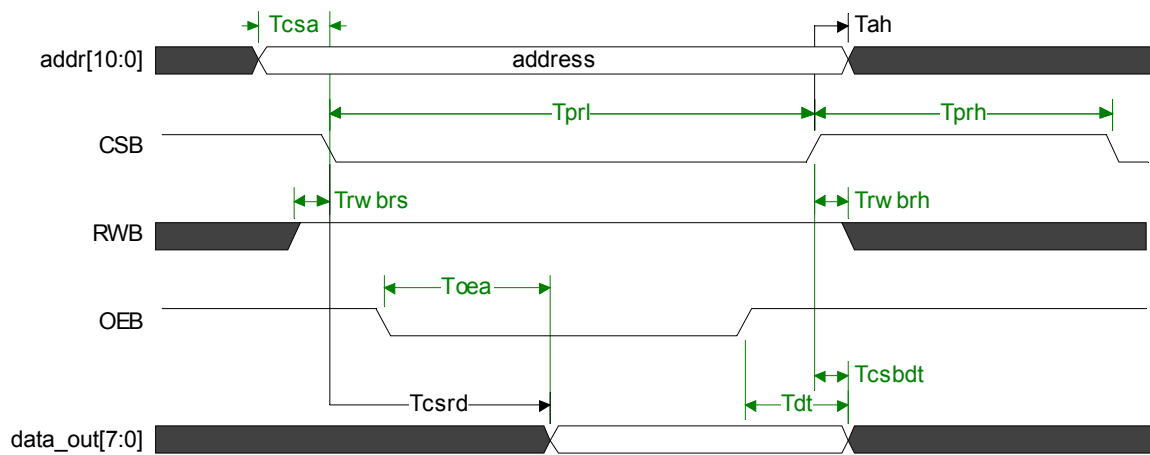 Tcsa
Tah
addr[10:0]
address
Tprl
Tprh
CSB
Trw brs
Trw brh
RWB
Toea
OEB
Tcsbdt
Tcsrd
Tdt
data_out[7:0]